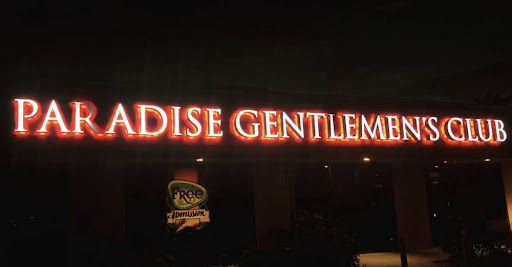 PARADISE GENTLEMEN'S CLUB
FREE
Admission